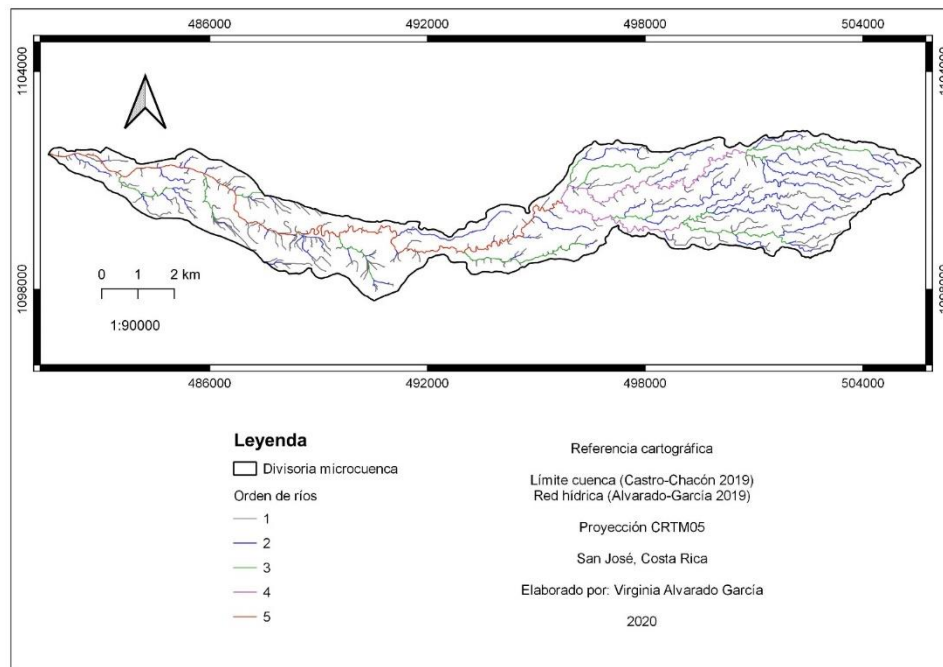 486000
492000
498000
504000
1104000
1104000
0 1 2 km
1:90000
1098000
1098000
486000
492000
498000
504000
Leyenda
Divisoria microcuenca
Orden de ríos
1
2
3
4
5
Referencia cartográfica
Límite cuenca (Castro-Chacón 2019)
Red hídrica (Alvarado-García 2019)
Proyección CRTM05
San José, Costa Rica
Elaborado por: Virginia Alvarado García
2020